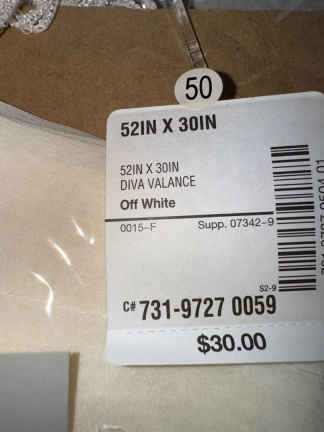 50
52IN X 30IN
52IN X 30IN
DIVA VALANCE
Off White
0015-F Supp. 07342-9
S2-9
C# 731-9727 0059
$30.00